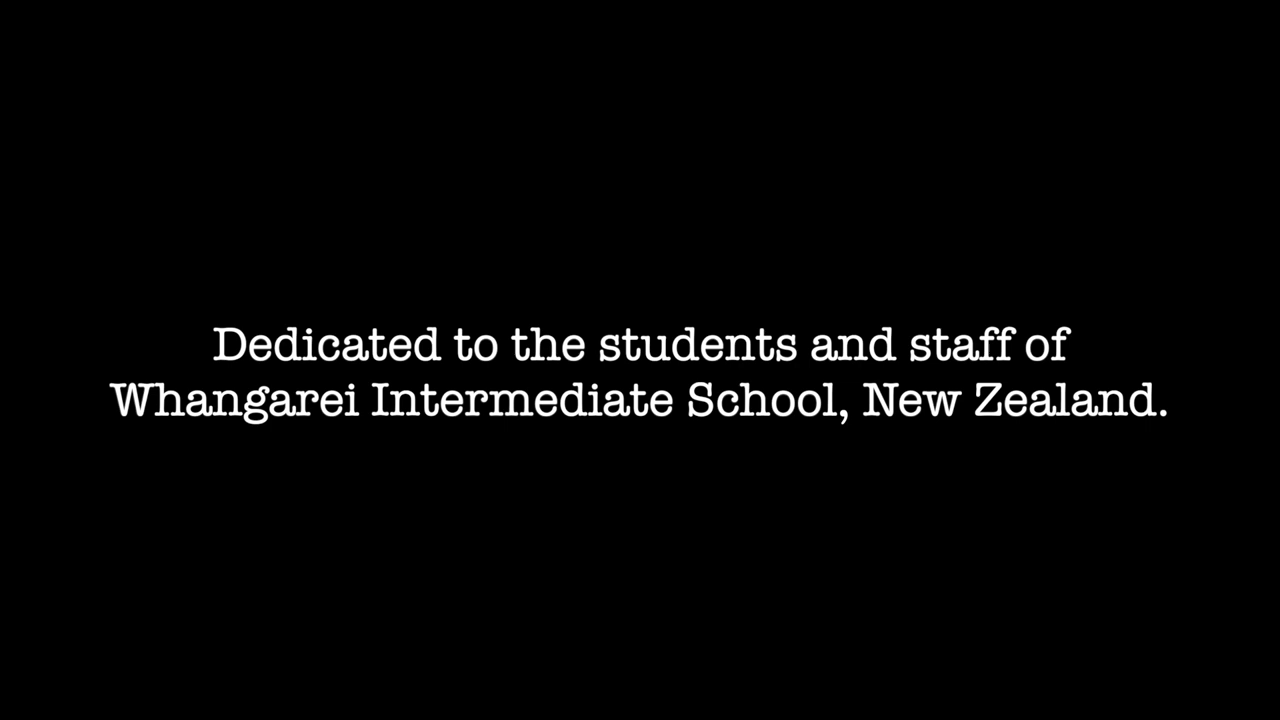 Dedicated to the students and staff of
Whangarei Intermediate School, New Zealand.